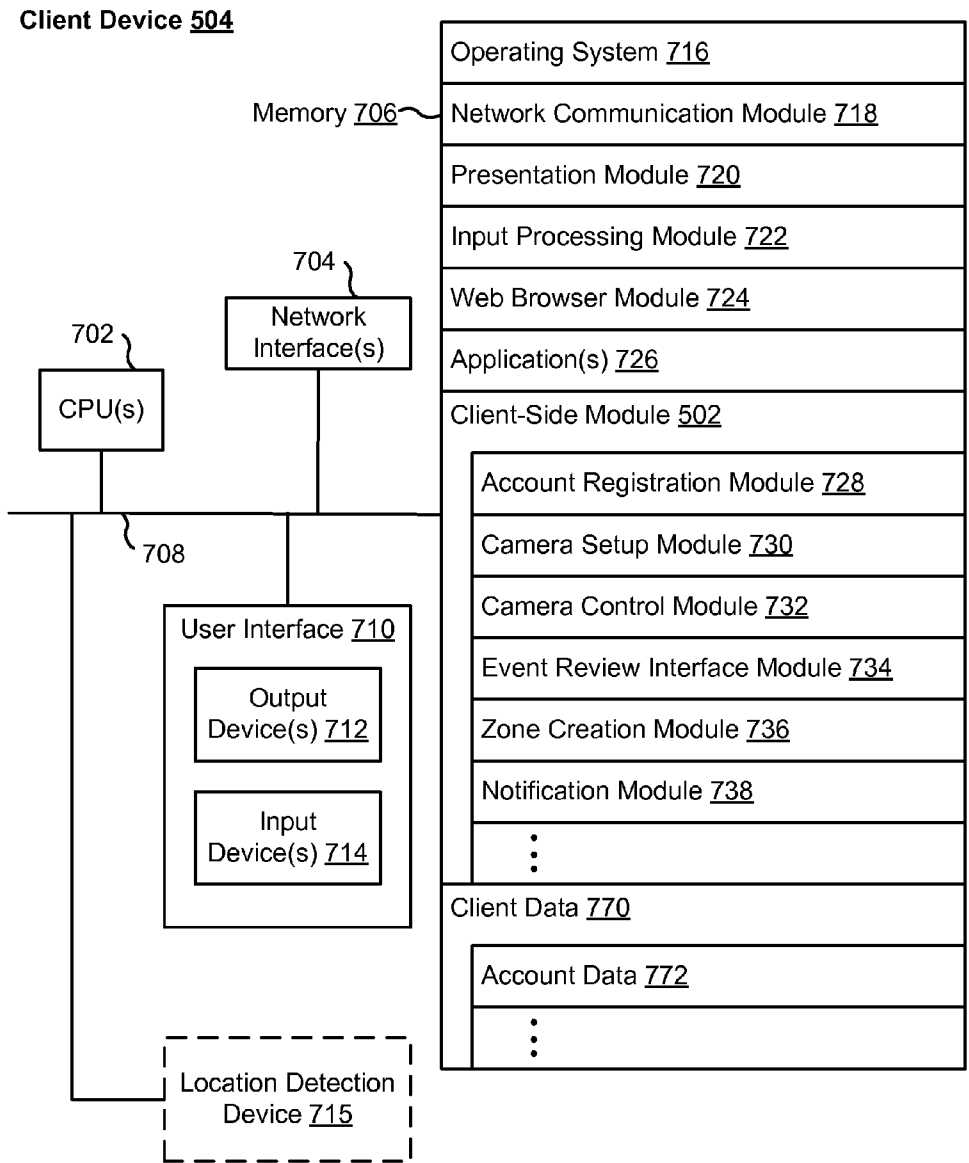 Client Device 504
Memory 706
704
Network
Interface(s)
702
CPU(s)
708
User Interface 710
Output
Device(s) 712
Input
Device(s) 714
Location Detection
Device 715
Operating System 716
Network Communication Module 718
Presentation Module 720
Input Processing Module 722
Web Browser Module 724
Application(s) 726
Client-Side Module 502
Account Registration Module 728
Camera Setup Module 730
Camera Control Module 732
Event Review Interface Module 734
Zone Creation Module 736
Notification Module 738
Client Data 770
Account Data 772